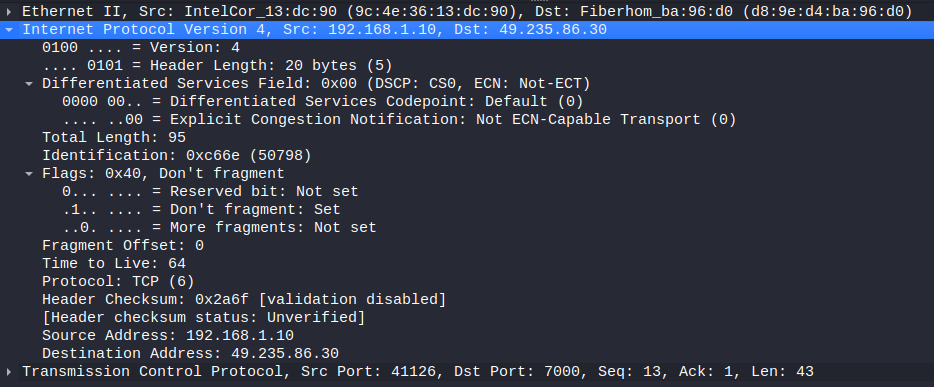 Ethernet II, Src: IntelCor_13:dc:90 (9c:4e:36:13:dc:90), Dst: Fiberhom_ba:96:d0 (d8:9e:d4:ba:96:d0)
Internet Protocol Version 4, Src: 192.168.1.10, Dst: 49.235.86.30
0100 .... = Version: 4
.... 0101 = Header Length: 20 bytes (5)
Differentiated Services Field: 0x00 (DSCP: CS0, ECN: Not-ECT)
0000 00.. = Differentiated Services Codepoint: Default (0)
.... ..00 = Explicit Congestion Notification: Not ECN-Capable Transport (0)
Total Length: 95
Identification: 0xc66e (50798)
Flags: 0x40, Don't fragment
0... .... = Reserved bit: Not set
.1.. .... = Don't fragment: Set
..0. .... = More fragments: Not set
Fragment Offset: 0
Time to Live: 64
Protocol: TCP (6)
Header Checksum: 0x2a6f [validation disabled]
[Header checksum status: Unverified]
Source Address: 192.168.1.10
Destination Address: 49.235.86.30
Transmission Control Protocol, Src Port: 41126, Dst Port: 7000, Seq: 13, Ack: 1, Len: 43